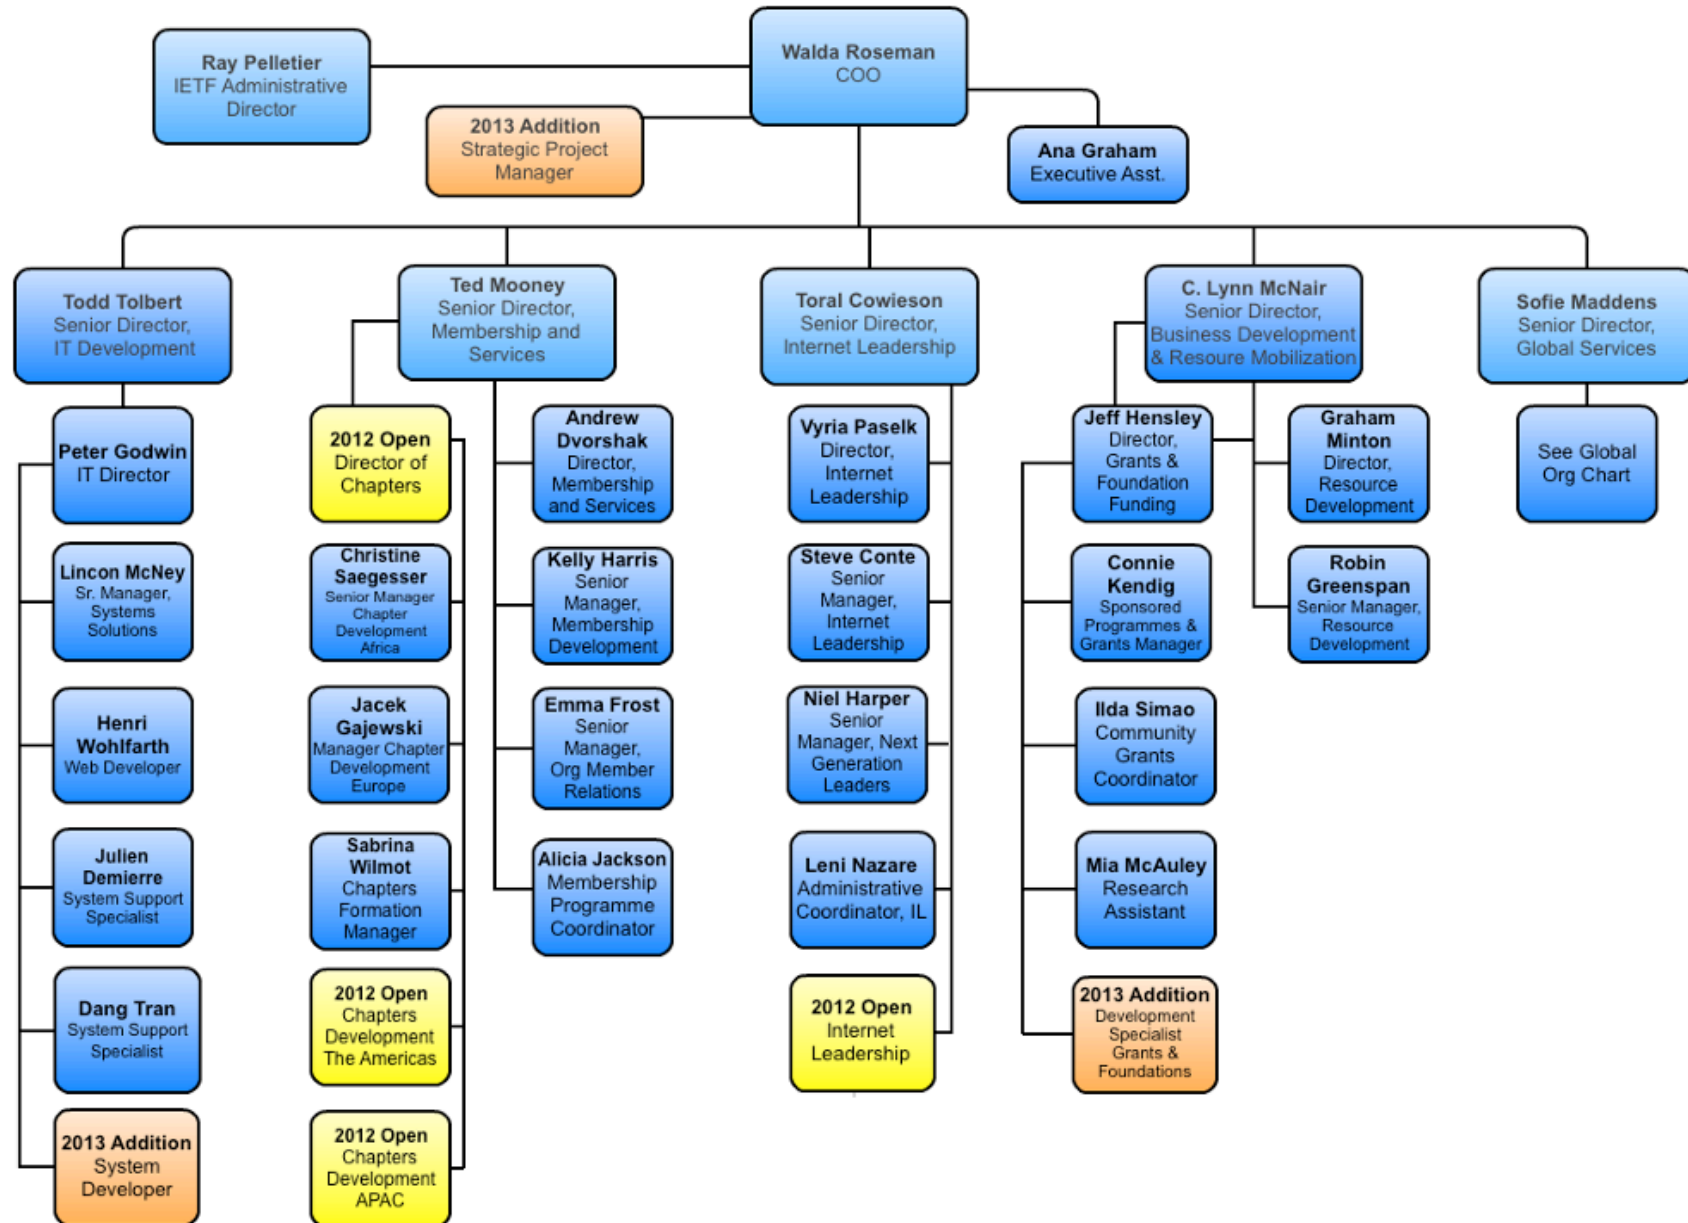 Ray Pelletier
IETF Administrative
Director
Walda Roseman
COO
2013 Addition
Strategic Project
Manager
Ana Graham
Executive Asst.
Todd Tolbert
Senior Director,
IT Development
Ted Mooney
Senior Director,
Membership and
Services
Toral Cowieson
Senior Director,
Internet Leadership
C. Lynn McNair
Senior Director,
Business Development
& Resoure Mobilization
Sofie Maddens
Senior Director,
Global Services
Peter Godwin
IT Director
Lincon McNey
Sr. Manager,
Systems
Solutions
Henri
Wohlfarth
Web Developer
Julien
Demierre
System Support
Specialist
Dang Tran
System Support
Specialist
2013 Addition
System
Developer
2012 Open
Director of
Chapters
Christine
Saegesser
Senior Manager
Chapter
Development
Africa
Jacek
Gajewski
Manager Chapter
Development
Europe
Sabrina
Wilmot
Chapters
Formation
Manager
2012 Open
Chapters
Development
The Americas
2012 Open
Chapters
Development
APAC
Andrew
Dvorshak
Director,
Membership
and Services
Kelly Harris
Senior
Manager,
Membership
Development
Emma Frost
Senior
Manager,
Org Member
Relations
Alicia Jackson
Membership
Programme
Coordinator
Vyria Paselk
Director,
Internet
Leadership
Steve Conte
Senior
Manager,
Internet
Leadership
Niel Harper
Senior
Manager, Next
Generation
Leaders
Leni Nazare
Administrative
Coordinator, IL
2012 Open
Internet
Leadership
Jeff Hensley
Director,
Grants &
Foundation
Funding
Connie
Kendig
Sponsored
Programmes &
Grants Manager
Ilda Simao
Community
Grants
Coordinator
Mia McAuley
Research
Assistant
2013 Addition
Development
Specialist
Grants &
Foundations
Graham
Minton
Director,
Resource
Development
Robin
Greenspan
Senior Manager,
Resource
Development
See Global
Org Chart